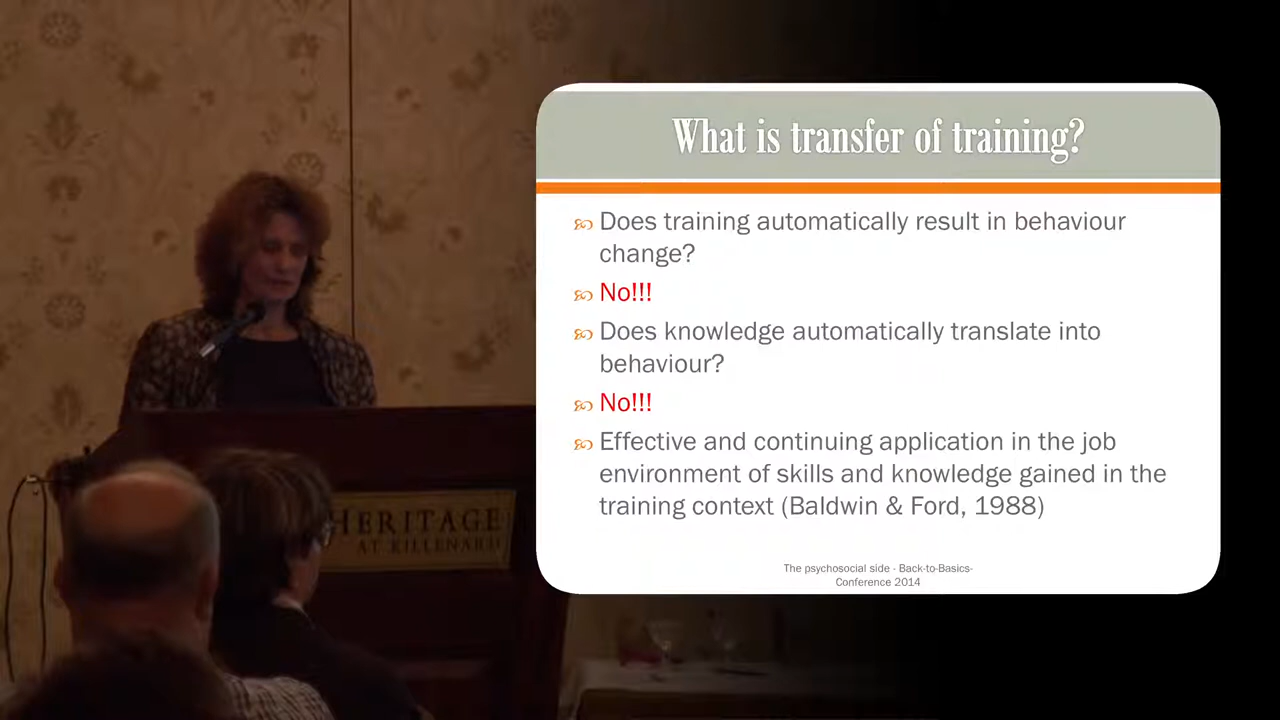 What is transfer of training?
Does training automatically result in behaviour
change?
No!!!
Does knowledge automatically translate into
behaviour?
No!!!
Effective and continuing application in the job
environment of skills and knowledge gained in the
training context (Baldwin & Ford, 1988)
The psychosocial side - Back-to-Basics-
Conference 2014
HERITAGE
AT KILLENARD